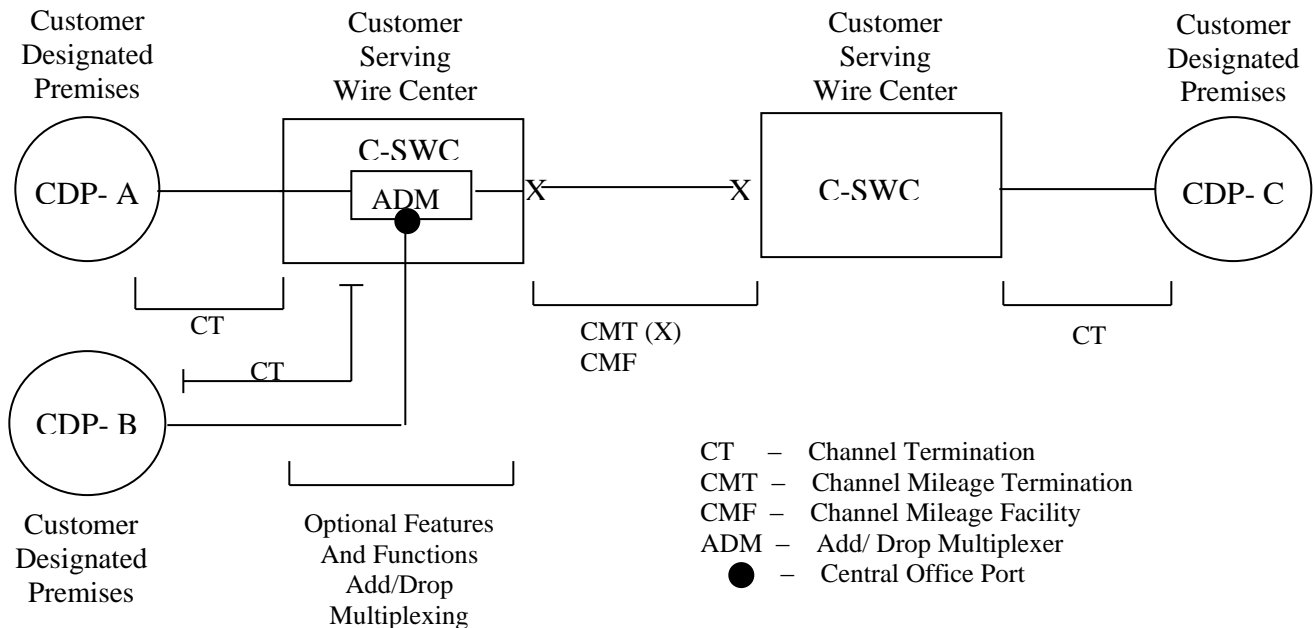 Customer
Designated
Premises
Customer
Serving
Wire Center
Customer
Serving
Wire Center
Customer
Designated
Premises
CDP- A
C-SWC
ADM
X
X
C-SWC
CDP- C
CT
CMT (X)
CMF
CT
CT
CDP- B
Customer
Designated
Premises
Optional Features
And Functions
Add/Drop
Multiplexing
CT – Channel Termination
CMT – Channel Mileage Termination
CMF – Channel Mileage Facility
ADM – Add/ Drop Multiplexer
– Central Office Port